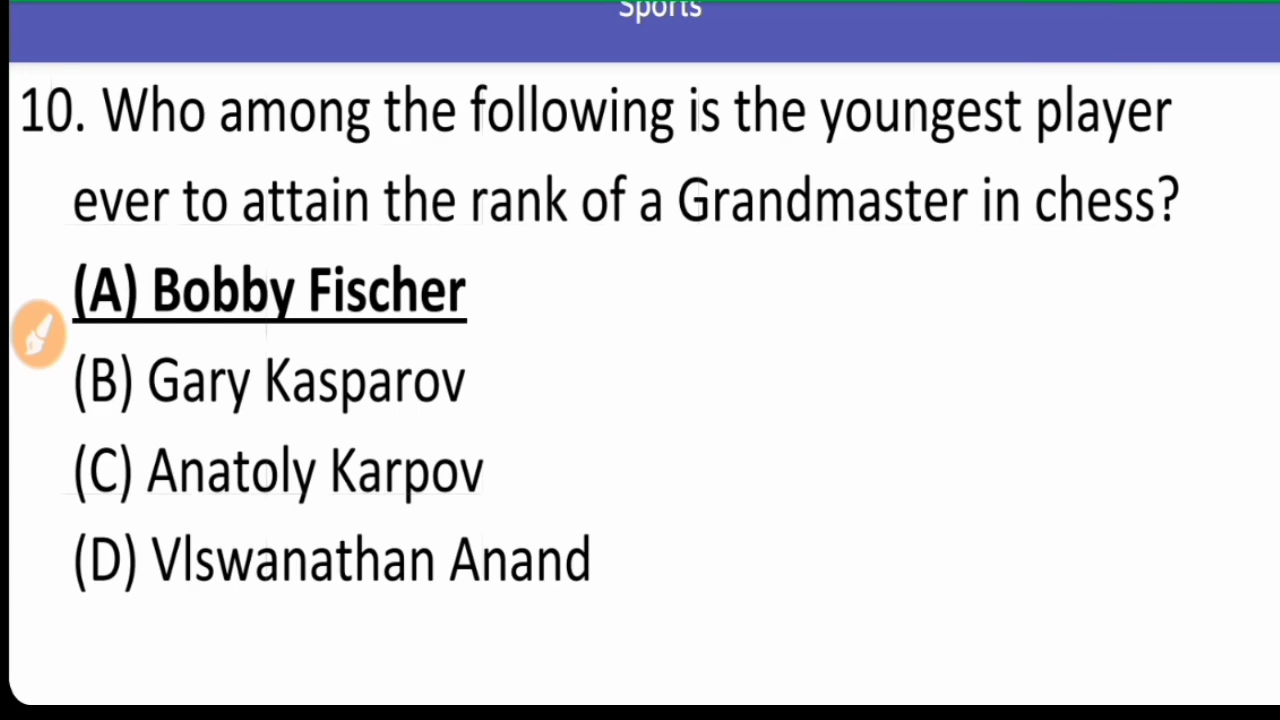 Sports
10. Who among the following is the youngest player
ever to attain the rank of a Grandmaster in chess?
(A) Bobby Fischer
(B) Gary Kasparov
(C) Anatoly Karpov
(D) Vlswanathan Anand